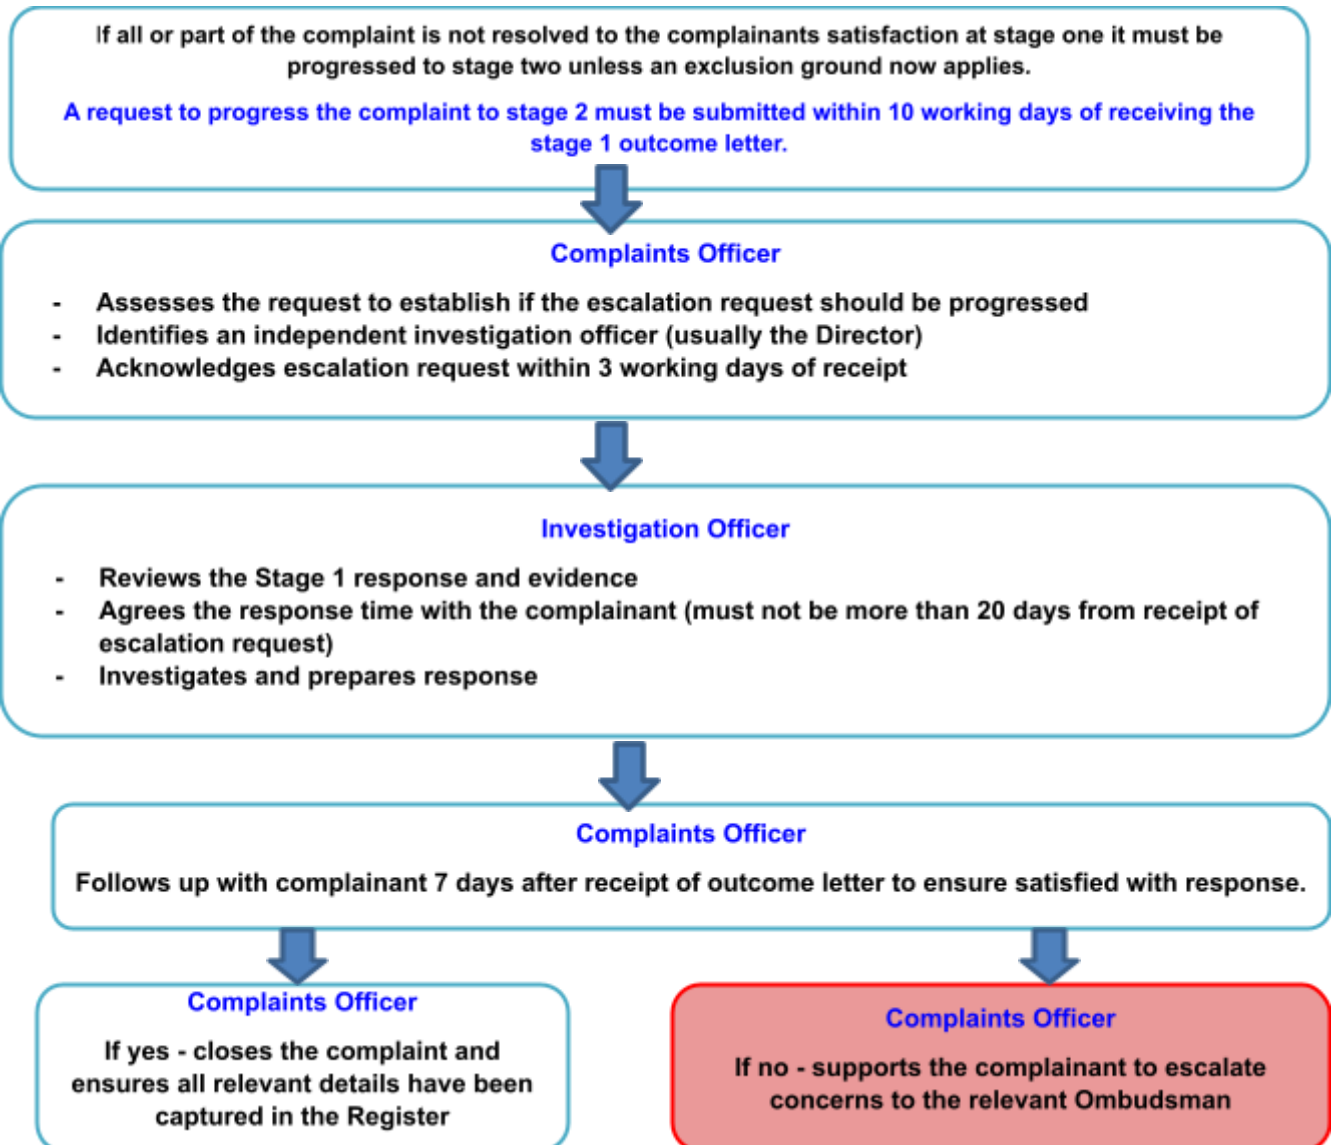 If all or part of the complaint is not resolved to the complainants satisfaction at stage one it must be
progressed to stage two unless an exclusion ground now applies.
A request to progress the complaint to stage 2 must be submitted within 10 working days of receiving the
stage 1 outcome letter.
Complaints Officer
- Assesses the request to establish if the escalation request should be progressed
- Identifies an independent investigation officer (usually the Director)
- Acknowledges escalation request within 3 working days of receipt
Investigation Officer
- Reviews the Stage 1 response and evidence
- Agrees the response time with the complainant (must not be more than 20 days from receipt of
escalation request)
- Investigates and prepares response
Complaints Officer
Follows up with complainant 7 days after receipt of outcome letter to ensure satisfied with response.
Complaints Officer
If yes - closes the complaint and
ensures all relevant details have been
captured in the Register
Complaints Officer
If no - supports the complainant to escalate
concerns to the relevant Ombudsman